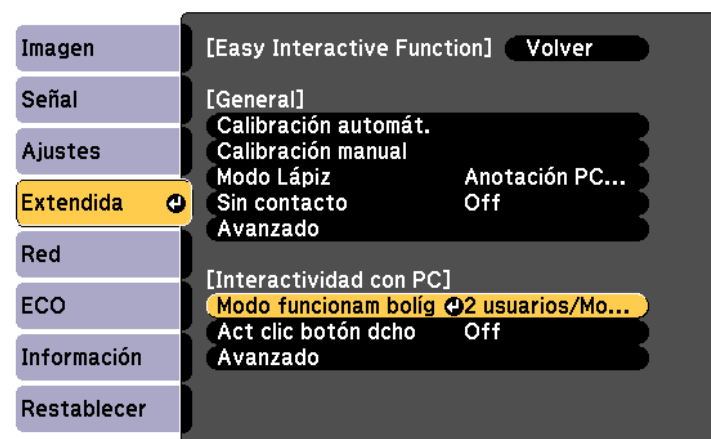 Imagen
Señal
Ajustes
Extendida
Red
ECO
Información
Restablecer
[Easy Interactive Function] Volver
[General]
Calibración automát.
Calibración manual
Modo Lápiz Anotación PC...
Sin contacto Off
Avanzado
[Interactividad con PC]
Modo funcionam bolíg 2 usuarios/Mo...
Act clic botón dcho Off
Avanzado